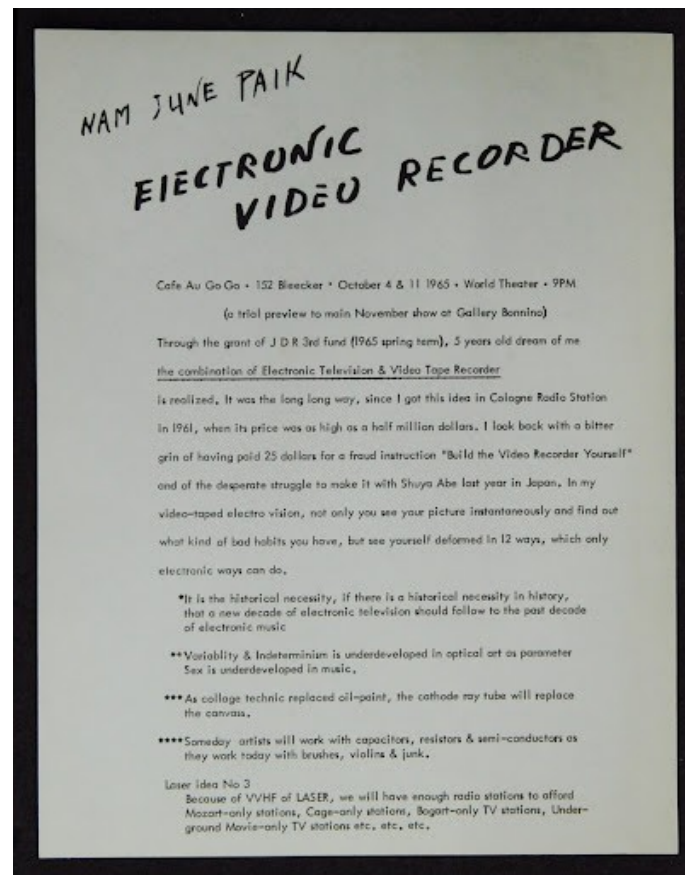 NAM JUNE PAIK
ElECTRONIC
VIDEO RECORDER
Cafe Au Go Go • 152 Bleecker • October 4 & 11 1965 • World Theater • 9PM
(a trial preview to main November show at Gallery Bonnino)
Through the grant of J D R 3rd fund (1965 spring term), 5 years old dream of me
the combination of Electronic Television & Video Tape Recorder
is realized. It was the long long way, since I got this idea in Cologne Radio Station
in 1961, when its price was as high as a half million dollars. I look back with a bitter
grin of having paid 25 dollars for a fraud instruction "Build the Video Recorder Yourself"
and of the desperate struggle to make it with Shuya Abe last year in Japan. In my
video-taped electro vision, not only you see your picture instantaneously and find out
what kind of bad habits you have, but see yourself deformed in 12 ways, which only
electronic ways can do.
*It is the historical necessity, if there is a historical necessity in history,
that a new decade of electronic television should follow to the past decade
of electronic music
**Variablity & Indeterminism is underdeveloped in optical art as parameter
Sex is underdeveloped in music.
***As collage technic replaced oil-paint, the cathode ray tube will replace
the canvass.
****Someday artists will work with capacitors, resistors & semi-conductors as
they work today with brushes, violins & junk.
Laser idea No 3
Because of VVHF of LASER, we will have enough radio stations to afford
Mozart-only stations, Cage-only stations, Bogart-only TV stations, Under-
ground Movie-only TV stations etc. etc. etc.